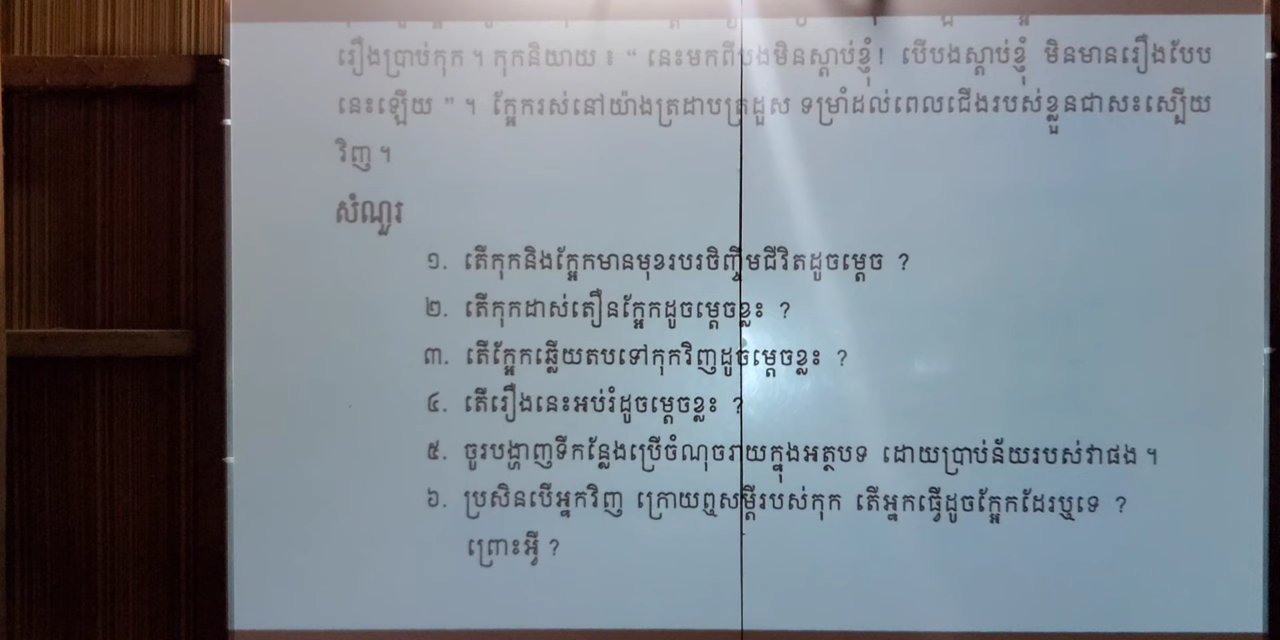 រឿងប្រាប់កុក ។ កុកនិយាយ ៖ “ នេះមកពីបងមិនស្ដាប់ខ្ញុំ! បើបងស្ដាប់ខ្ញុំ មិនមានរឿងបែប
នេះឡើយ ” ។ ក្អែករស់នៅយ៉ាងត្រដាបត្រដួស ទម្រាំដល់ពេលជើងរបស់ខ្លួនជាសះស្បើយ
វិញ ។
សំណួរ
១. តើកុកនិងក្អែកមានមុខរបរចិញ្ចឹមជីវិតដូចម្ដេច ?
២. តើកុកដាស់តឿនក្អែកដូចម្ដេចខ្លះ ?
៣. តើក្អែកឆ្លើយតបទៅកុកវិញដូចម្ដេចខ្លះ ?
៤. តើរឿងនេះអប់រំដូចម្ដេចខ្លះ ?
៥. ចូរបង្ហាញទីកន្លែងប្រើចំណុចរាយក្នុងអត្ថបទ ដោយប្រាប់ន័យរបស់វាផង ។
៦. ប្រសិនបើអ្នកវិញ ក្រោយឮសម្ដីរបស់កុក តើអ្នកធ្វើដូចក្អែកដែរឬទេ ?
ព្រោះអ្វី ?